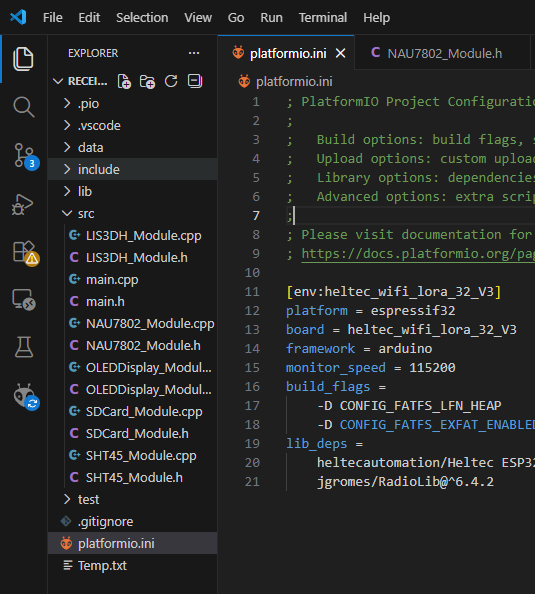 File Edit Selection View Go Run Terminal Help
EXPLORER
platformio.ini
NAU7802_Module.h
RECEI...
platformio.ini
.pio
.vscode
data
include
lib
src
LIS3DH_Module.cpp
LIS3DH_Module.h
main.cpp
main.h
NAU7802_Module.cpp
NAU7802_Module.h
OLEDDisplay_Modul...
OLEDDisplay_Modul...
SDCard_Module.cpp
SDCard_Module.h
SHT45_Module.cpp
SHT45_Module.h
test
.gitignore
platformio.ini
Temp.txt
3
1 ; PlatformIO Project Configuratio
2 ;
3 ;   Build options: build flags, s
4 ;   Upload options: custom upload
5 ;   Library options: dependencies
6 ;   Advanced options: extra scrip
7 ;
8 ; Please visit documentation for
9 ; https://docs.platformio.org/pag
10
11 [env:heltec_wifi_lora_32_V3]
12 platform = espressif32
13 board = heltec_wifi_lora_32_V3
14 framework = arduino
15 monitor_speed = 115200
16 build_flags =
17     -D CONFIG_FATFS_LFN_HEAP
18     -D CONFIG_FATFS_EXFAT_ENABLED
19 lib_deps =
20     heltecautomation/Heltec ESP32
21     jgromes/RadioLib@^6.4.2